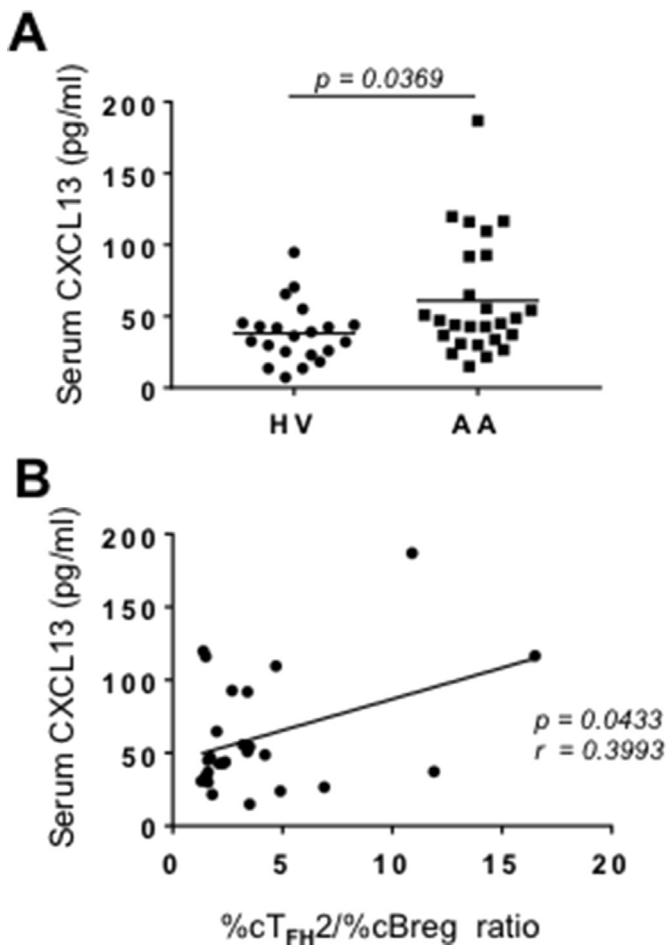 A
p = 0.0369
Serum CXCL13 (pg/ml)
200
150
100
50
0
HV
AA
B
Serum CXCL13 (pg/ml)
200
150
100
50
0
p = 0.0433
r = 0.3993
0 5 10 15 20
%cTFH2/%cBreg ratio